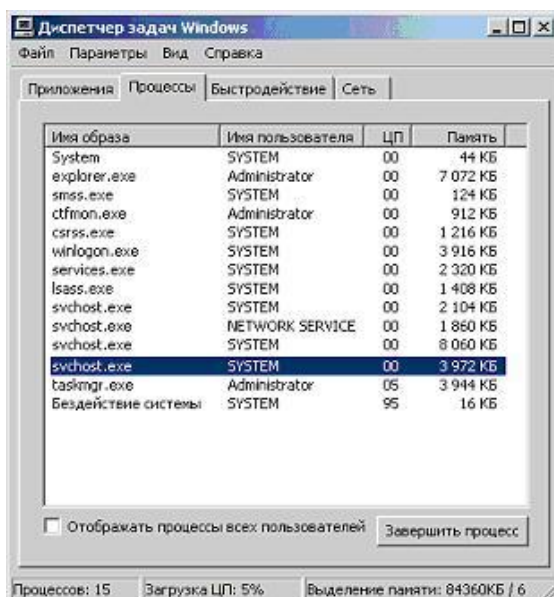 Диспетчер задач Windows
Файл Параметры Вид Справка
Приложения Процессы Быстродействие Сеть
Имя образа Имя пользователя ЦП Память
System SYSTEM 00 44 КБ
explorer.exe Administrator 00 7 072 КБ
smss.exe SYSTEM 00 124 КБ
ctfmon.exe Administrator 00 912 КБ
csrss.exe SYSTEM 00 1 216 КБ
winlogon.exe SYSTEM 00 3 916 КБ
services.exe SYSTEM 00 2 320 КБ
lsass.exe SYSTEM 00 1 408 КБ
svchost.exe SYSTEM 00 2 104 КБ
svchost.exe NETWORK SERVICE 00 1 860 КБ
svchost.exe SYSTEM 00 8 060 КБ
svchost.exe SYSTEM 00 3 972 КБ
taskmgr.exe Administrator 05 3 944 КБ
Бездействие системы SYSTEM 95 16 КБ
Отображать процессы всех пользователей Завершить процесс
Процессов: 15 Загрузка ЦП: 5% Выделение памяти: 84360КБ / 6